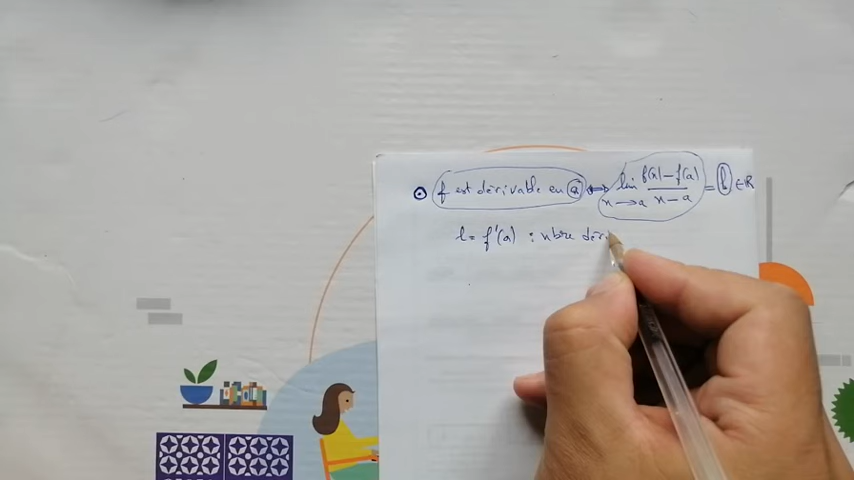 f est dérivable en a ⟺ lim x→a (f(x) - f(a))/(x - a) = l ∈ ℝ
l = f'(a) : nbre déri